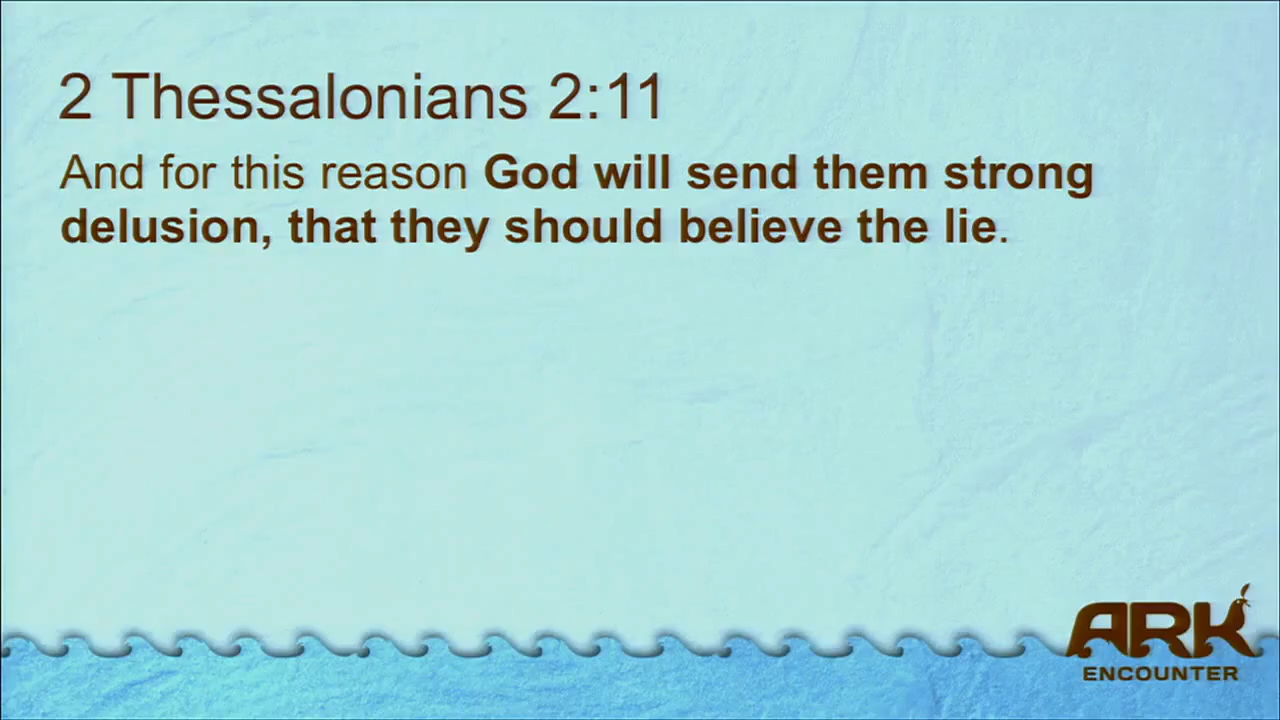 2 Thessalonians 2:11
And for this reason God will send them strong
delusion, that they should believe the lie.
ARK
ENCOUNTER